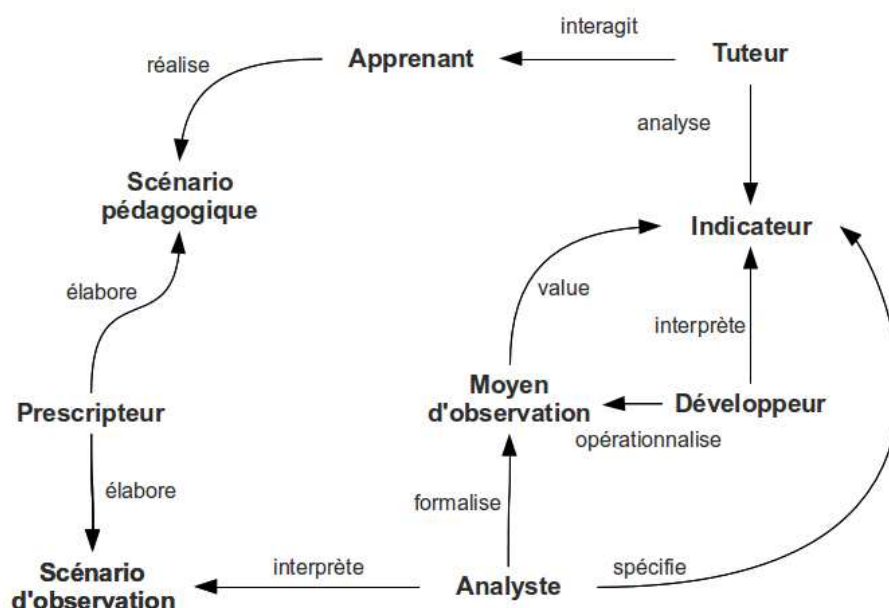 interagit
Apprenant
Tuteur
réalise
analyse
Scénario
pédagogique
Indicateur
élabore
value
interprète
Moyen
d'observation
Prescripteur
Développeur
opérationnalise
élabore
formalise
Scénario
d'observation
interprète
Analyste
spécifie